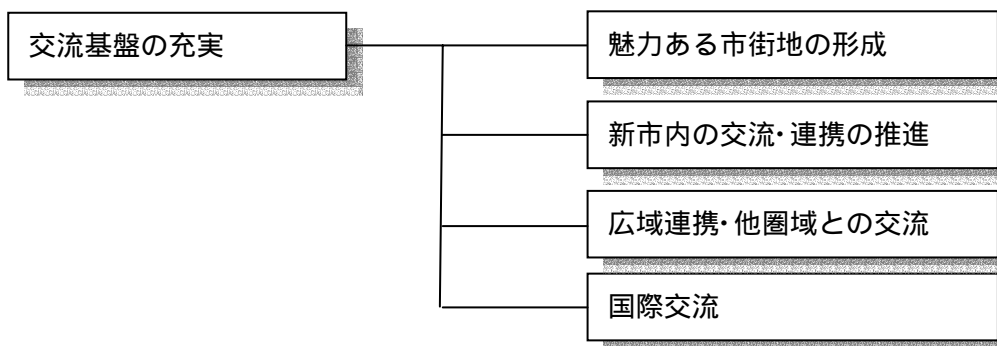 交流基盤の充実
魅力ある市街地の形成
新市内の交流・連携の推進
広域連携・他圏域との交流
国際交流